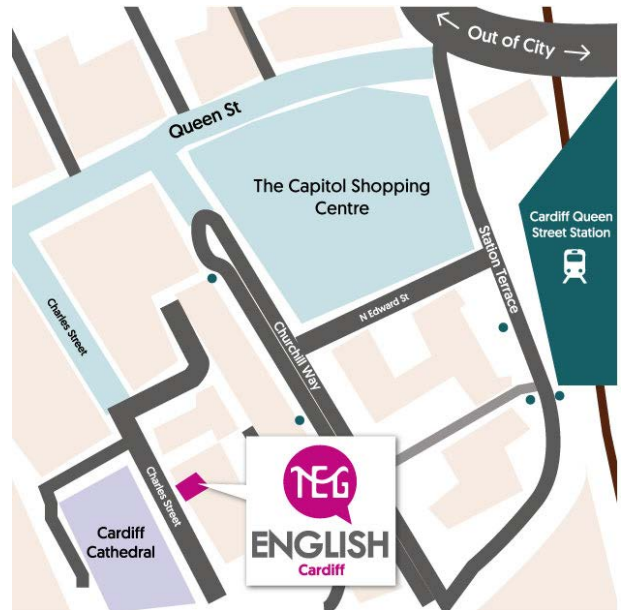 Out of City
Queen St
The Capitol Shopping
Centre
Cardiff Queen
Street Station
Station Terrace
N Edward St
Churchill Way
Charles Street
Charles Street
Cardiff
Cathedral
NEG
ENGLISH
Cardiff